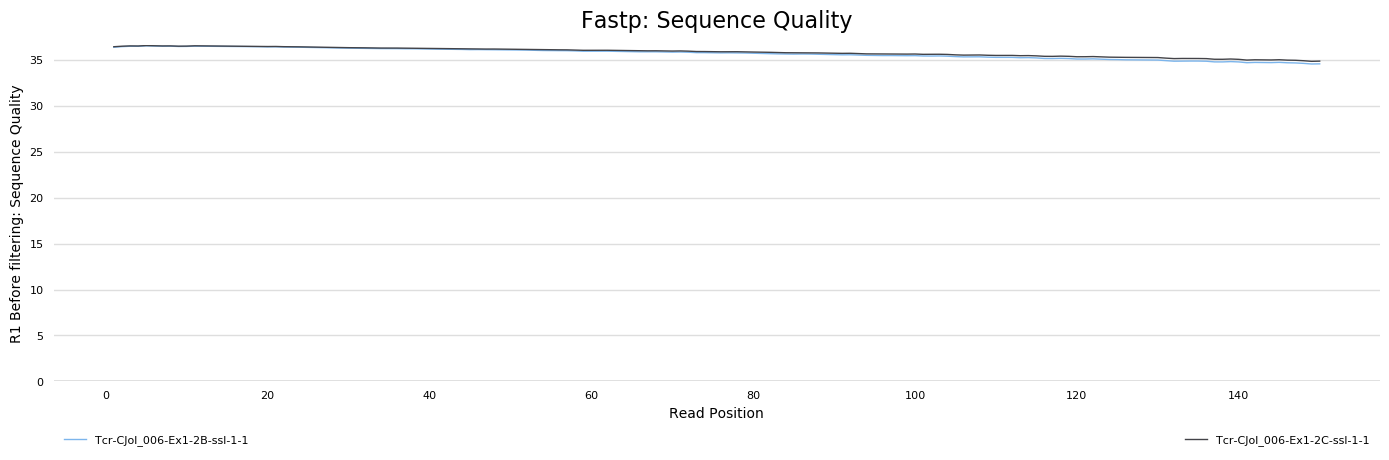 Fastp: Sequence Quality
R1 Before filtering: Sequence Quality
35
30
25
20
15
10
5
0
0 20 40 60 80 100 120 140
Read Position
Tcr-CJol_006-Ex1-2B-ssl-1-1 Tcr-CJol_006-Ex1-2C-ssl-1-1